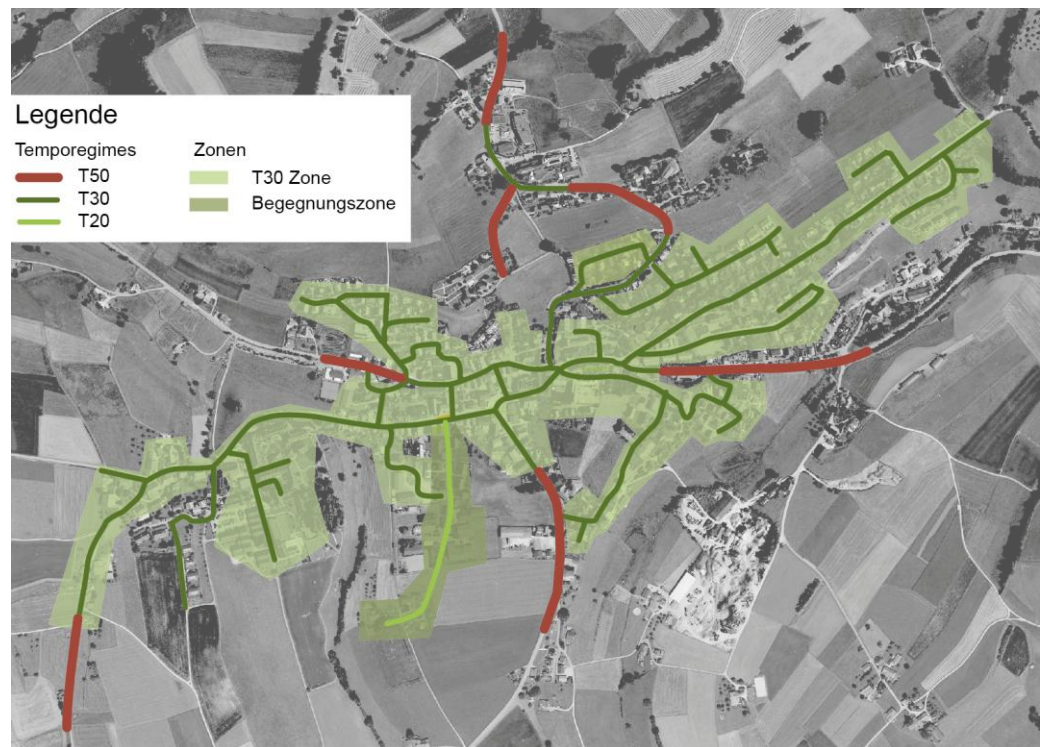 Legende
Temporegimes
Zonen
T50
T30
T20
T30 Zone
Begegnungszone